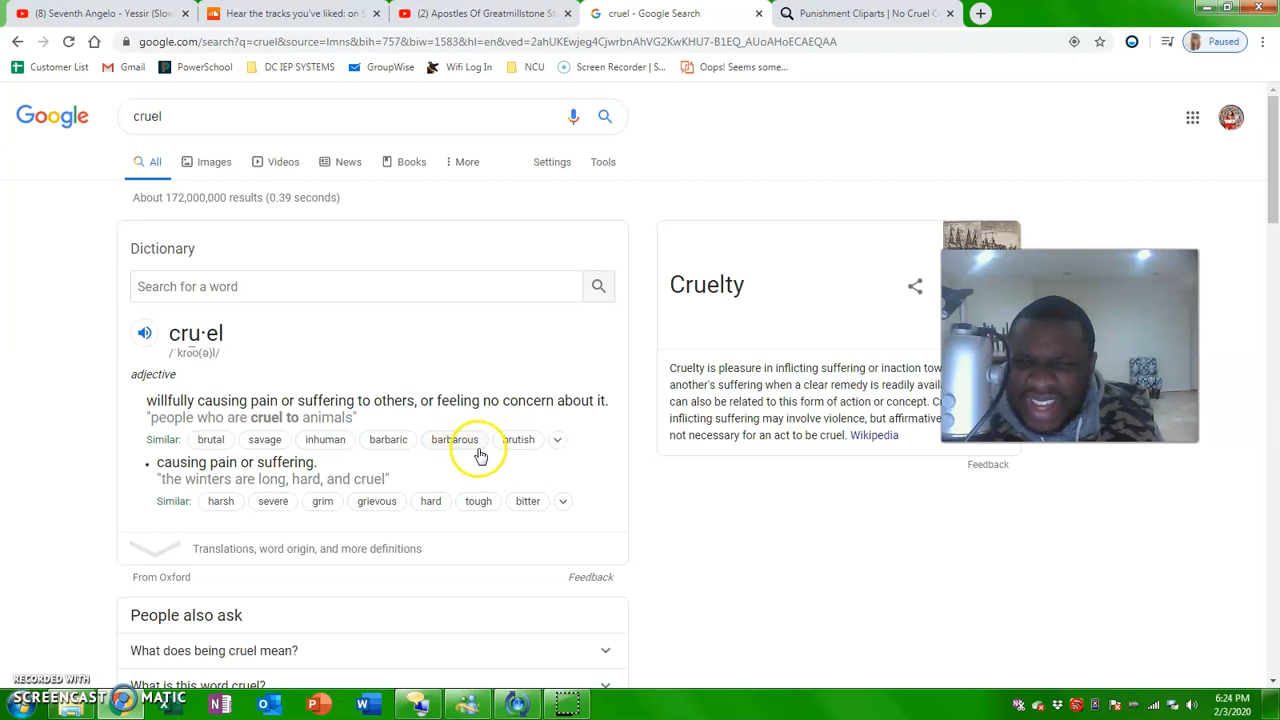 (8) Seventh Angelo - Yessir (Slow
Hear the tracks you've liked: on S
(2) Apostles Of Greatness
cruel - Google Search
Punishment Cliparts | No Cruel C
google.com/search?q=cruel&source=lmns&bih=757&biw=1583&hl=en
Paused
Customer List
Gmail
PowerSchool
DC IEP SYSTEMS
GroupWise
Wifi Log In
NCU
Screen Recorder | S...
Oops! Seems some...
Google
cruel
All
Images
Videos
News
Books
More
Settings
Tools
About 172,000,000 results (0.39 seconds)
Dictionary
Search for a word
cru·el
/ˈkro͞o(ə)l/
adjective
willfully causing pain or suffering to others, or feeling no concern about it.
"people who are cruel to animals"
Similar: brutal savage inhuman barbaric barbarous brutish
causing pain or suffering.
"the winters are long, hard, and cruel"
Similar: harsh severe grim grievous hard tough bitter
Translations, word origin, and more definitions
From Oxford
Feedback
People also ask
What does being cruel mean?
What is this word cruel?
Cruelty
Cruelty is pleasure in inflicting suffering or inaction tow
another's suffering when a clear remedy is readily availa
can also be related to this form of action or concept. C
inflicting suffering may involve violence, but affirmative
not necessary for an act to be cruel. Wikipedia
Feedback
RECORDED WITH
SCREENCAST MATIC
6:24 PM
2/3/2020